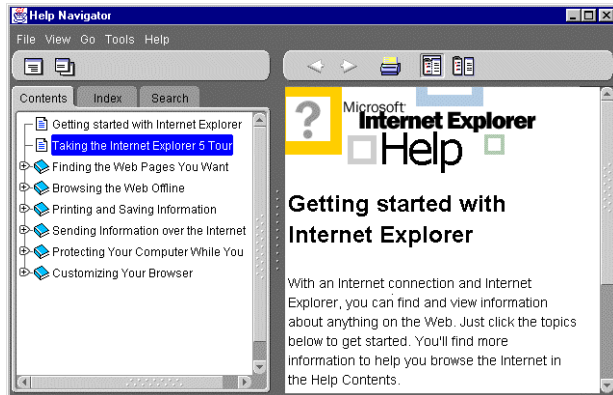 Help Navigator
File View Go Tools Help
Contents Index Search
Getting started with Internet Explorer
Taking the Internet Explorer 5 Tour
Finding the Web Pages You Want
Browsing the Web Offline
Printing and Saving Information
Sending Information over the Internet
Protecting Your Computer While You
Customizing Your Browser
?
Microsoft
Internet Explorer
Help
Getting started with
Internet Explorer
With an Internet connection and Internet
Explorer, you can find and view information
about anything on the Web. Just click the topics
below to get started. You'll find more
information to help you browse the Internet in
the Help Contents.